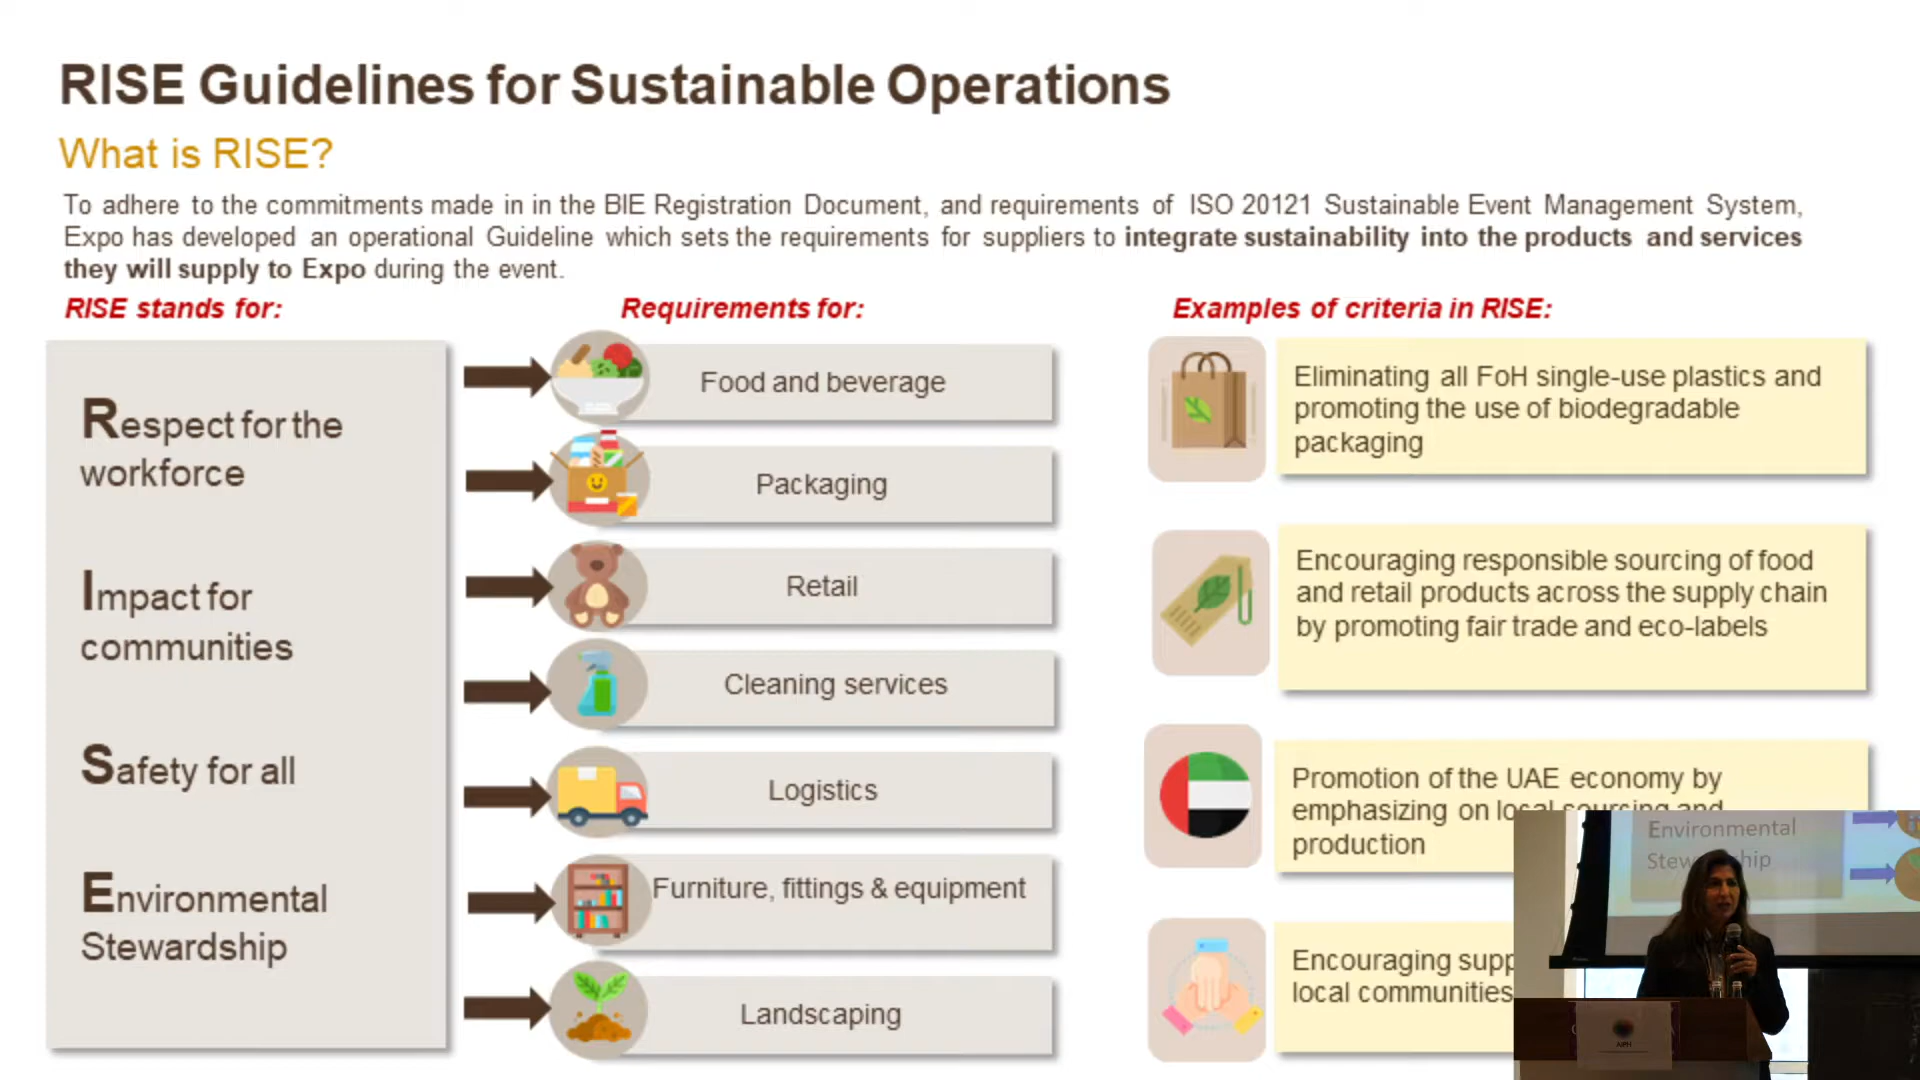 RISE Guidelines for Sustainable Operations
What is RISE?
To adhere to the commitments made in in the BIE Registration Document, and requirements of ISO 20121 Sustainable Event Management System,
Expo has developed an operational Guideline which sets the requirements for suppliers to integrate sustainability into the products and services
they will supply to Expo during the event.
RISE stands for:
Respect for the
workforce
Impact for
communities
Safety for all
Environmental
Stewardship
Requirements for:
Food and beverage
Packaging
Retail
Cleaning services
Logistics
Furniture, fittings & equipment
Landscaping
Examples of criteria in RISE:
Eliminating all FoH single-use plastics and
promoting the use of biodegradable
packaging
Encouraging responsible sourcing of food
and retail products across the supply chain
by promoting fair trade and eco-labels
Promotion of the UAE economy by
emphasizing on local sourcing and
production
Encouraging
local communities
Environmental
AIPH